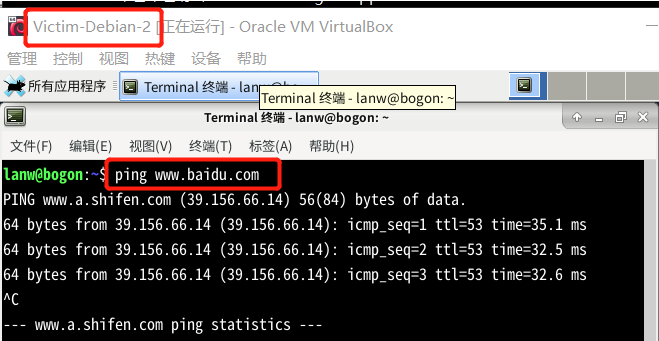 Victim-Debian-2 [正在运行] - Oracle VM VirtualBox
管理 控制 视图 热键 设备 帮助
所有应用程序 Terminal 终端 - lanw@bo
Terminal 终端 - lanw@bogon: ~
Terminal 终端 - lanw@bogon: ~
文件(F) 编辑(E) 视图(V) 终端(T) 标签(A) 帮助(H)
lanw@bogon:~$ ping www.baidu.com
PING www.a.shifen.com (39.156.66.14) 56(84) bytes of data.
64 bytes from 39.156.66.14 (39.156.66.14): icmp_seq=1 ttl=53 time=35.1 ms
64 bytes from 39.156.66.14 (39.156.66.14): icmp_seq=2 ttl=53 time=32.5 ms
64 bytes from 39.156.66.14 (39.156.66.14): icmp_seq=3 ttl=53 time=32.6 ms
^C
--- www.a.shifen.com ping statistics ---